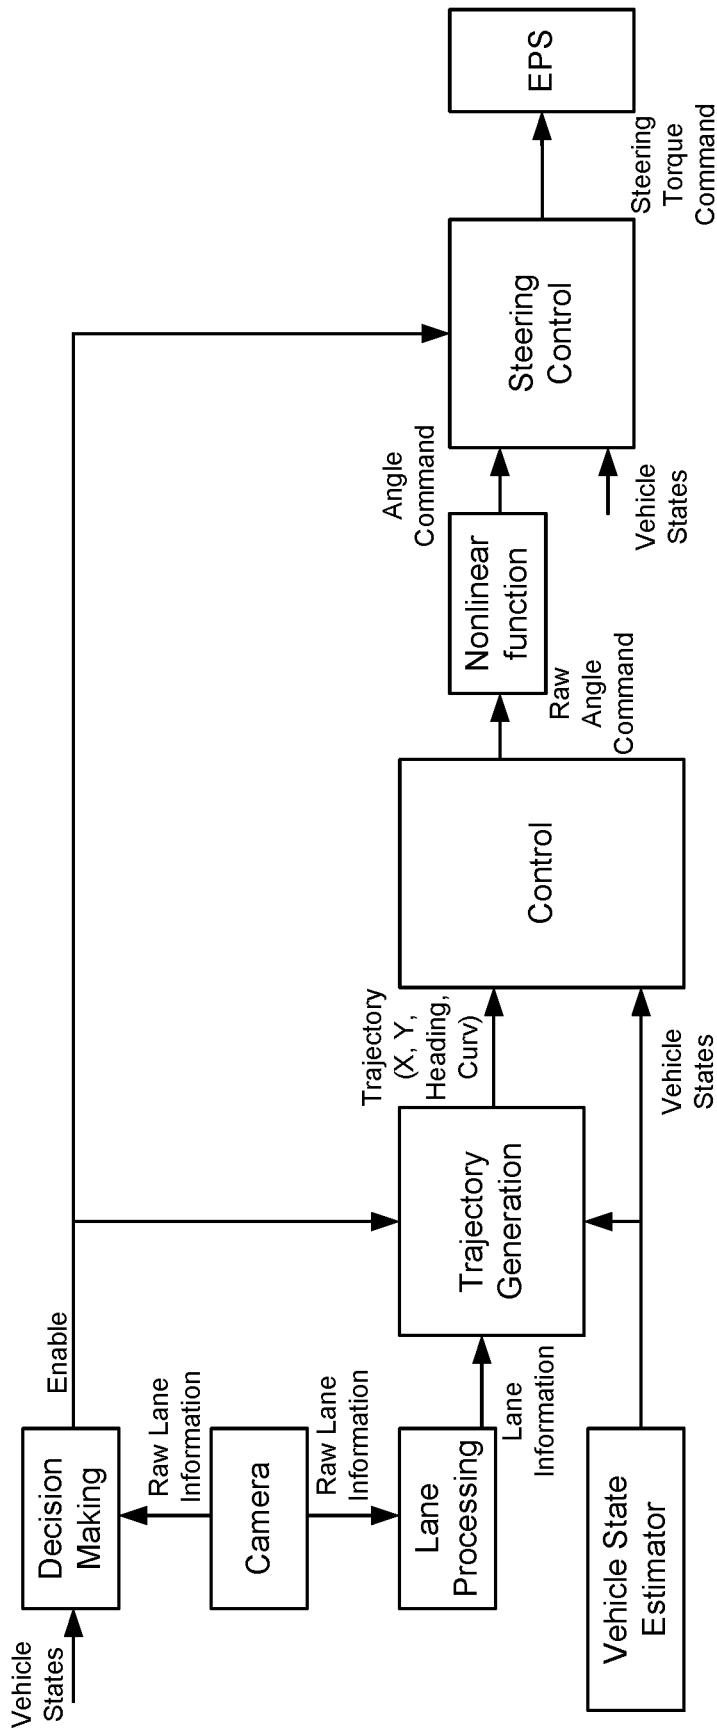 Vehicle
States
Decision
Making
Enable
Raw Lane
Information
Camera
Raw Lane
Information
Lane
Processing
Lane
Information
Vehicle State
Estimator
Trajectory
Generation
Trajectory
(X, Y,
Heading,
Curv)
Vehicle
States
Control
Raw
Angle
Command
Nonlinear
function
Angle
Command
Vehicle
States
Steering
Control
Steering
Torque
Command
EPS